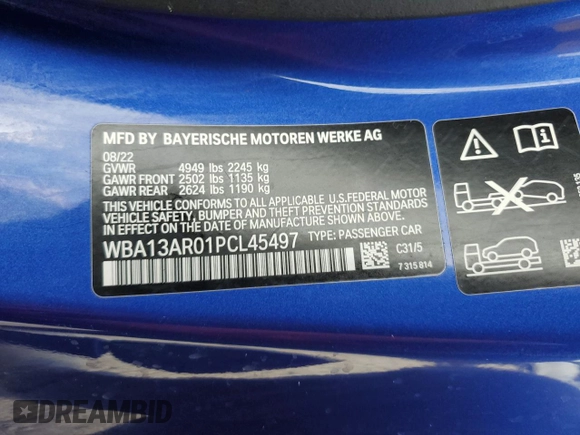 MFD BY BAYERISCHE MOTOREN WERKE AG
08/22
GVWR 4949 lbs 2245 kg
GAWR FRONT 2502 lbs 1135 kg
GAWR REAR 2624 lbs 1190 kg
THIS VEHICLE CONFORMS TO ALL APPLICABLE U.S.FEDERAL MOTOR
VEHICLE SAFETY, BUMPER, AND THEFT PREVENTION STANDARDS
IN EFFECT ON THE DATE OF MANUFACTURE SHOWN ABOVE.
WBA13AR01PCL45497 TYPE: PASSENGER CAR
C31/5
7 315 814
DREAMBID